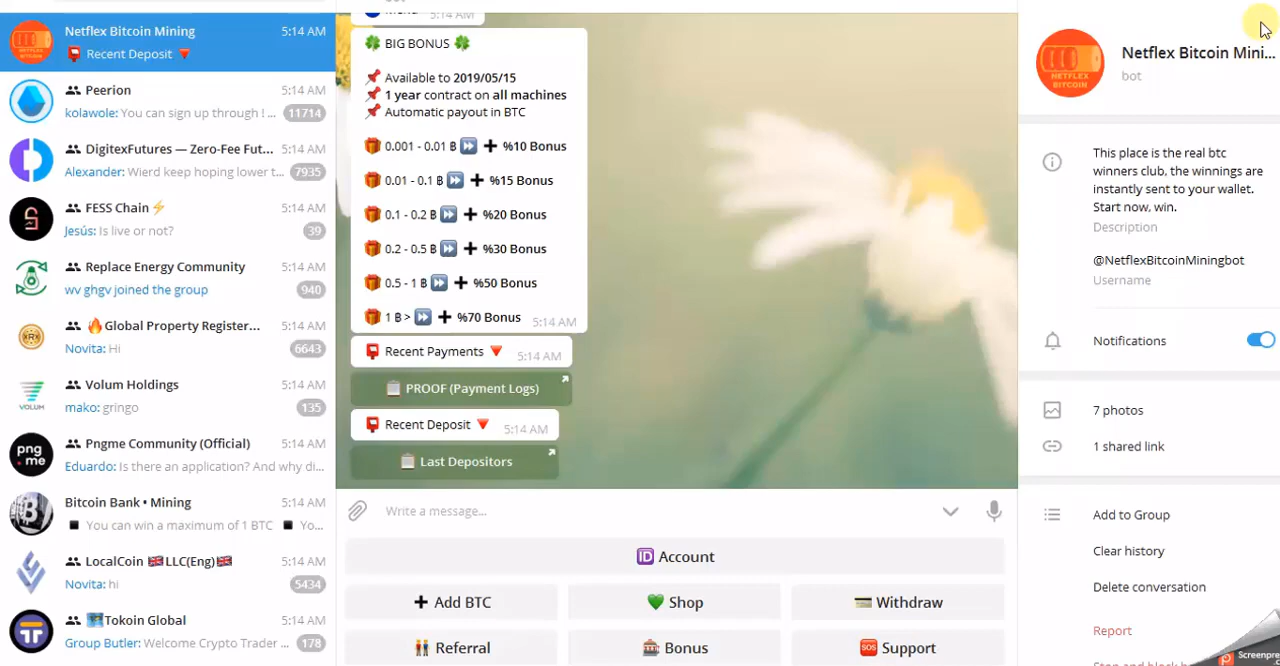 Netflex Bitcoin Mining 5:14 AM
📮 Recent Deposit 🔻
Peerion 5:14 AM
kolawole: You can sign up through ! ... 11714
DigitexFutures — Zero-Fee Fut... 5:14 AM
Alexander: Wierd keep hoping lower t... 7935
FESS Chain ⚡ 5:14 AM
Jesús: Is live or not? 39
Replace Energy Community 5:14 AM
wv ghgv joined the group 940
🔥Global Property Register... 5:14 AM
Novita: Hi 6643
Volum Holdings 5:14 AM
mako: gringo 135
Pngme Community (Official) 5:14 AM
Eduardo: Is there an application? And why di...
Bitcoin Bank • Mining 5:14 AM
◾ You can win a maximum of 1 BTC ◾ Yo...
LocalCoin 🇬🇧LLC(Eng)🇬🇧 5:14 AM
Novita: hi 5434
Tokoin Global 5:14 AM
Group Butler: Welcome Crypto Trader ... 178
5:14 AM
🍀 BIG BONUS 🍀
📌 Available to 2019/05/15
📌 1 year contract on all machines
📌 Automatic payout in BTC
🎁 0.001 - 0.01 ฿ ⏩ ➕ %10 Bonus
🎁 0.01 - 0.1 ฿ ⏩ ➕ %15 Bonus
🎁 0.1 - 0.2 ฿ ⏩ ➕ %20 Bonus
🎁 0.2 - 0.5 ฿ ⏩ ➕ %30 Bonus
🎁 0.5 - 1 ฿ ⏩ ➕ %50 Bonus
🎁 1 ฿ > ⏩ ➕ %70 Bonus 5:14 AM
📮 Recent Payments 🔻 5:14 AM
📋 PROOF (Payment Logs)
📮 Recent Deposit 🔻 5:14 AM
📋 Last Depositors
Write a message...
🆔 Account
➕ Add BTC
💚 Shop
💳 Withdraw
👬 Referral
🎰 Bonus
🆘 Support
NETFLEX
BITCOIN
Netflex Bitcoin Mini...
bot
This place is the real btc
winners club, the winnings are
instantly sent to your wallet.
Start now, win.
Description
@NetflexBitcoinMiningbot
Username
Notifications
7 photos
1 shared link
Add to Group
Clear history
Delete conversation
Report